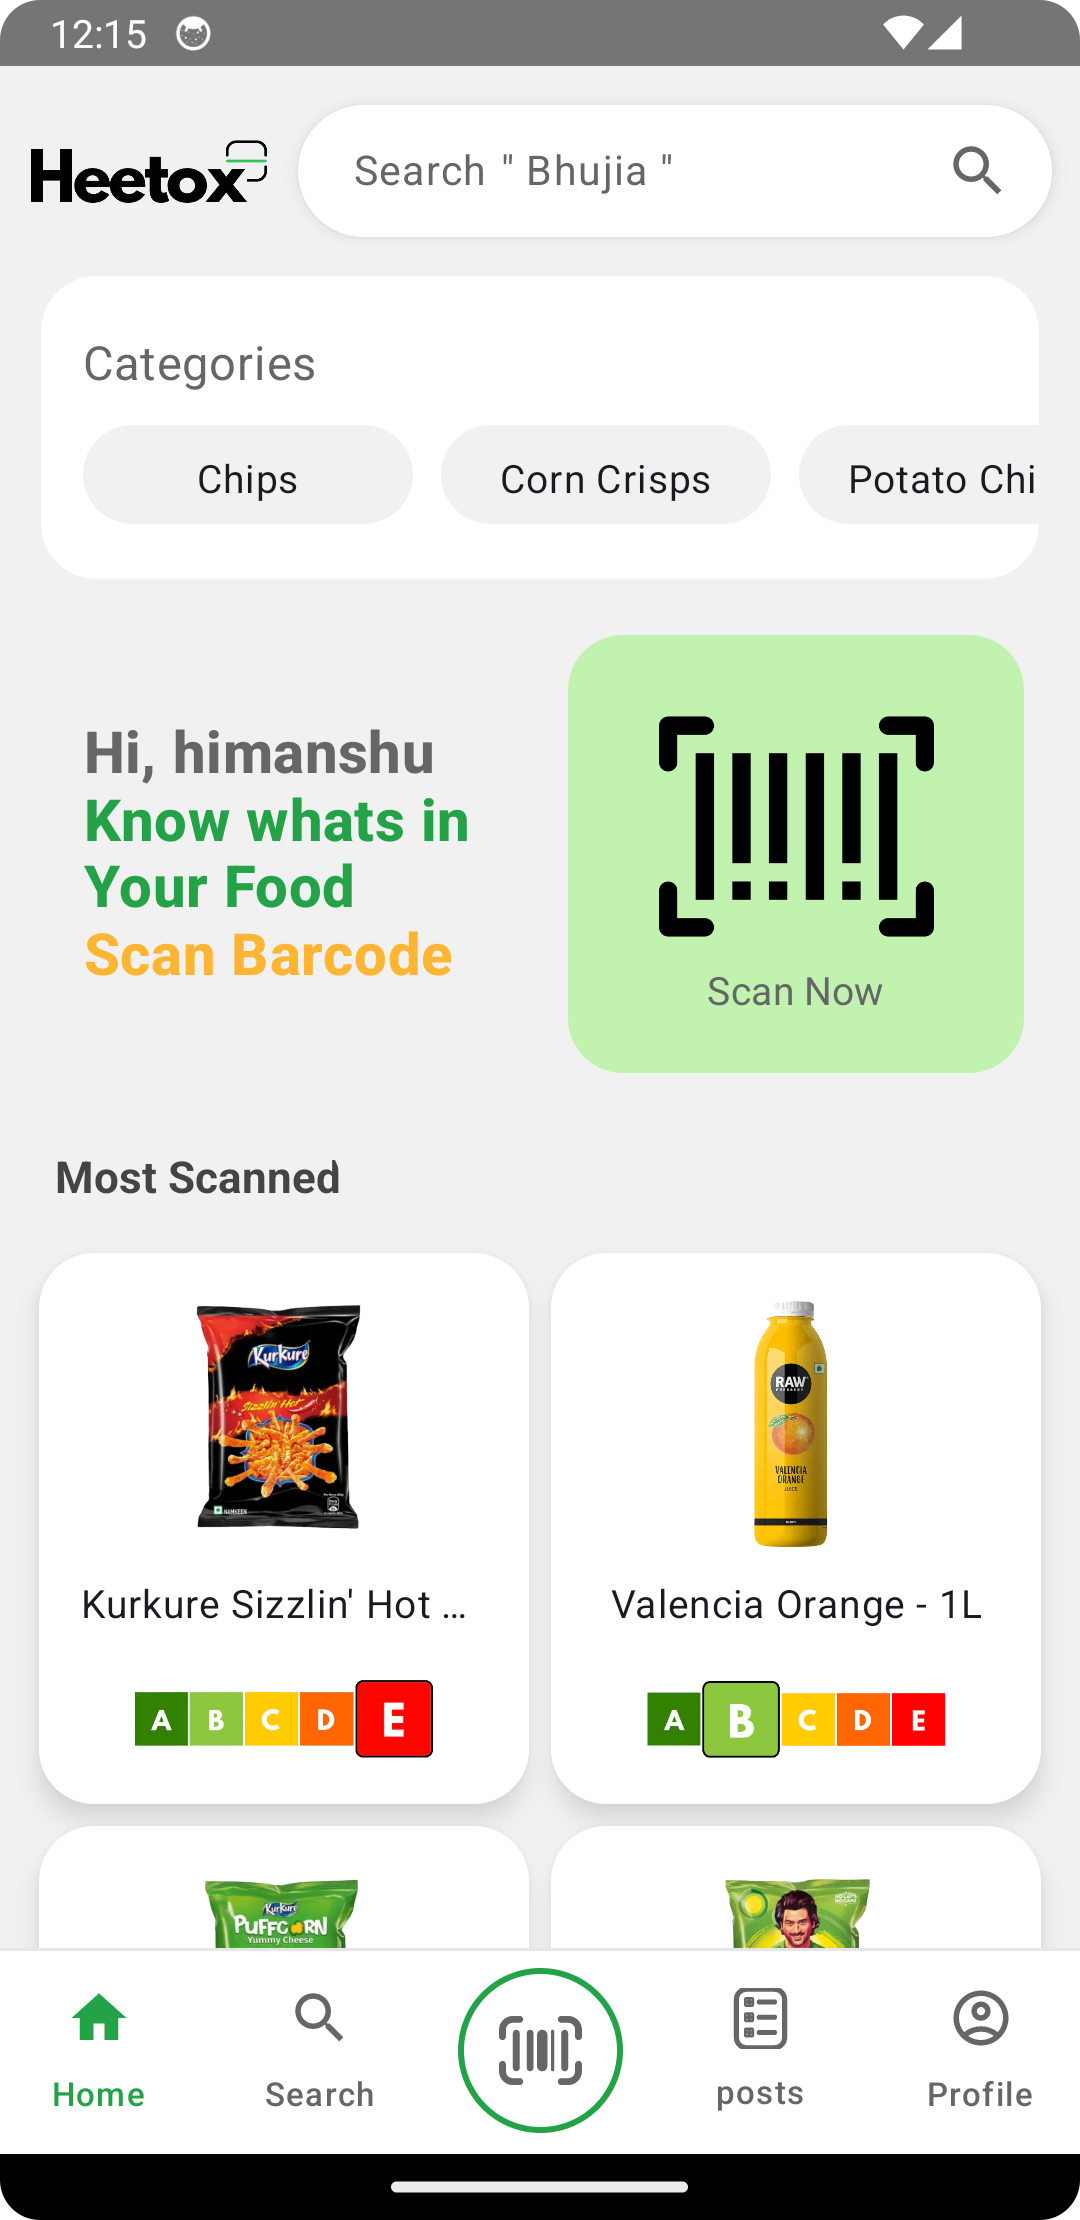 12:15
Heetox
Search " Bhujia "
Categories
Chips
Corn Crisps
Potato Chi
Hi, himanshu
Know whats in
Your Food
Scan Barcode
Scan Now
Most Scanned
Kurkure
Sizzlin' Hot
NAMKEEN
RAW
PRESSERY
VALENCIA
ORANGE
JUICE
Kurkure Sizzlin' Hot ...
Valencia Orange - 1L
A B C D E
A B C D E
Kurkure
PUFFCORN
Yummy Cheese
Home
Search
posts
Profile